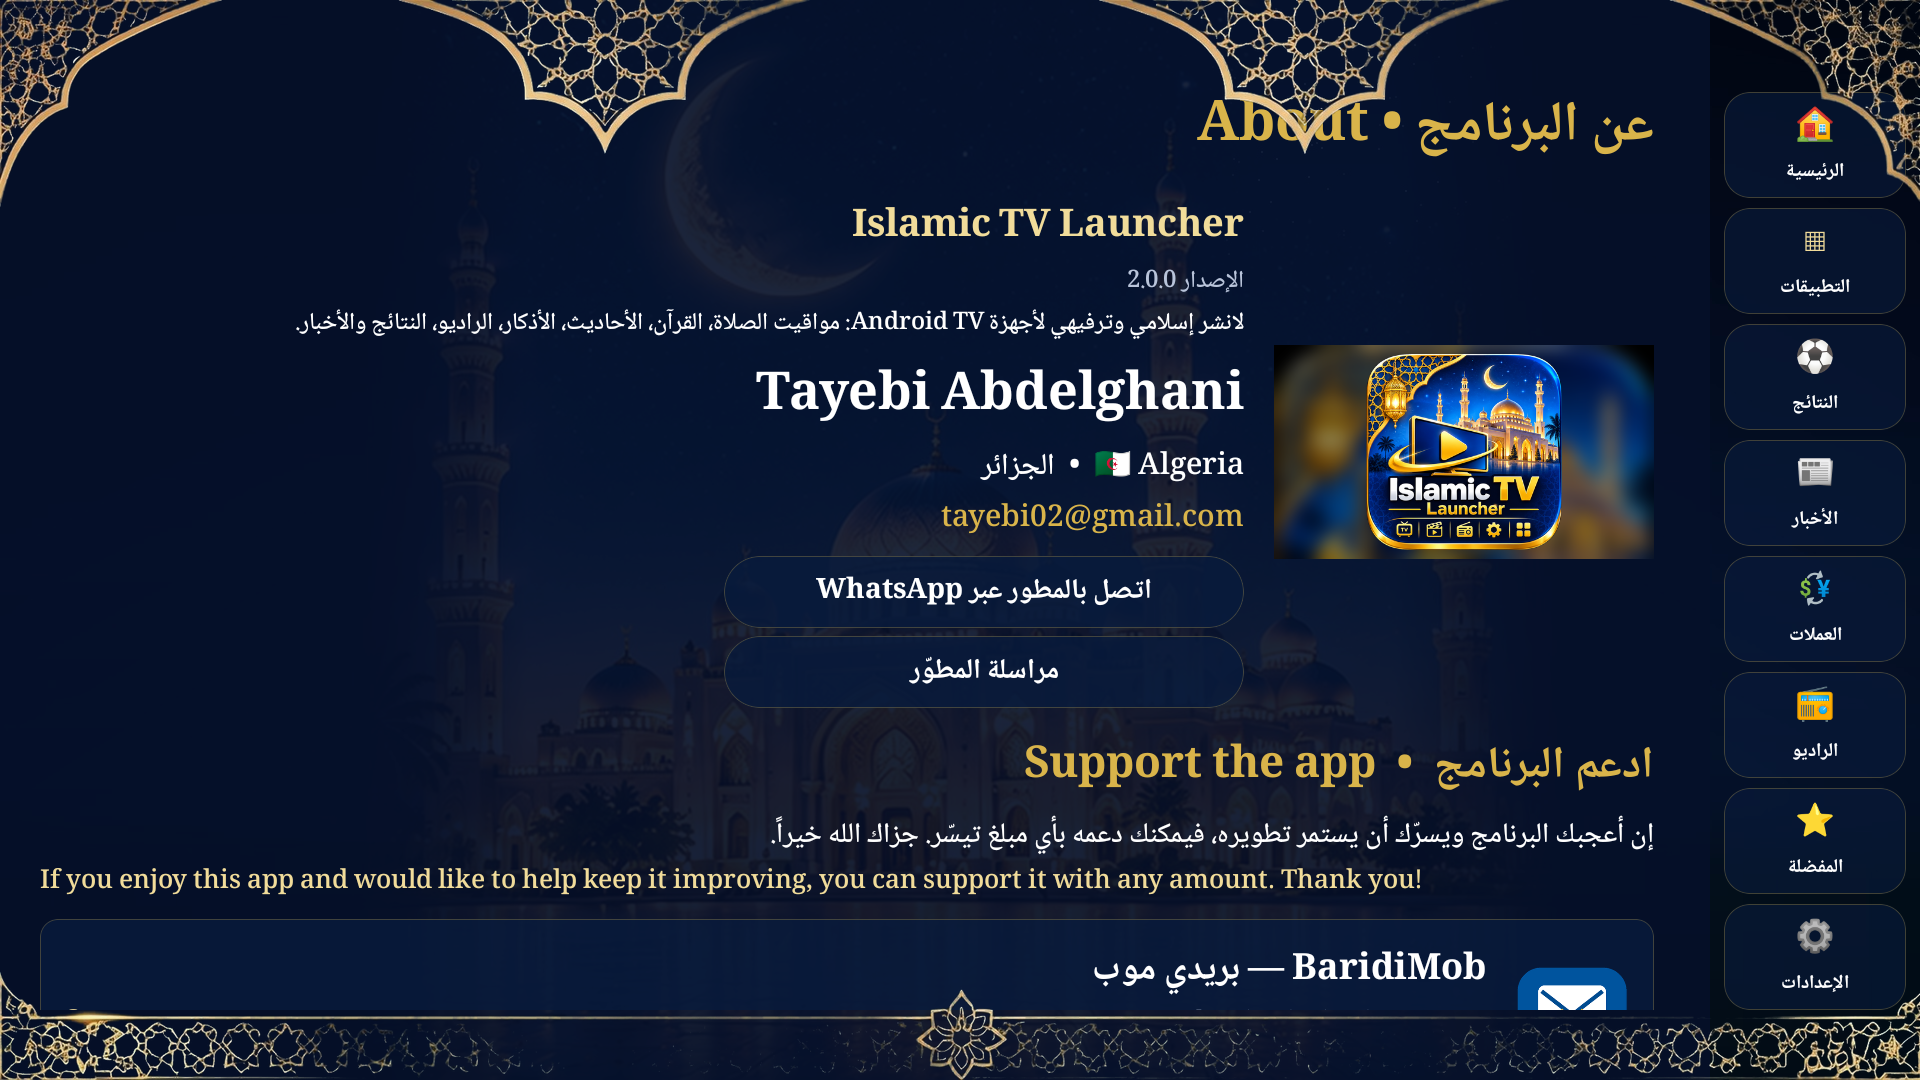 عن البرنامج • About
Islamic TV Launcher
الإصدار 2.0.0
لانشر إسلامي وترفيهي لأجهزة Android TV: مواقيت الصلاة، القرآن، الأحاديث، الأذكار، الراديو، النتائج والأخبار.
Tayebi Abdelghani
الجزائر • 🇩🇿 Algeria
tayebi02@gmail.com
اتصل بالمطور عبر WhatsApp
مراسلة المطوّر
Islamic TV
Launcher
TV
ادعم البرنامج • Support the app
إن أعجبك البرنامج ويسرّك أن يستمر تطويره، فيمكنك دعمه بأي مبلغ تيسّر. جزاك الله خيراً.
If you enjoy this app and would like to help keep it improving, you can support it with any amount. Thank you!
BaridiMob — بريدي موب
الرئيسية
التطبيقات
النتائج
الأخبار
العملات
الراديو
المفضلة
الإعدادات